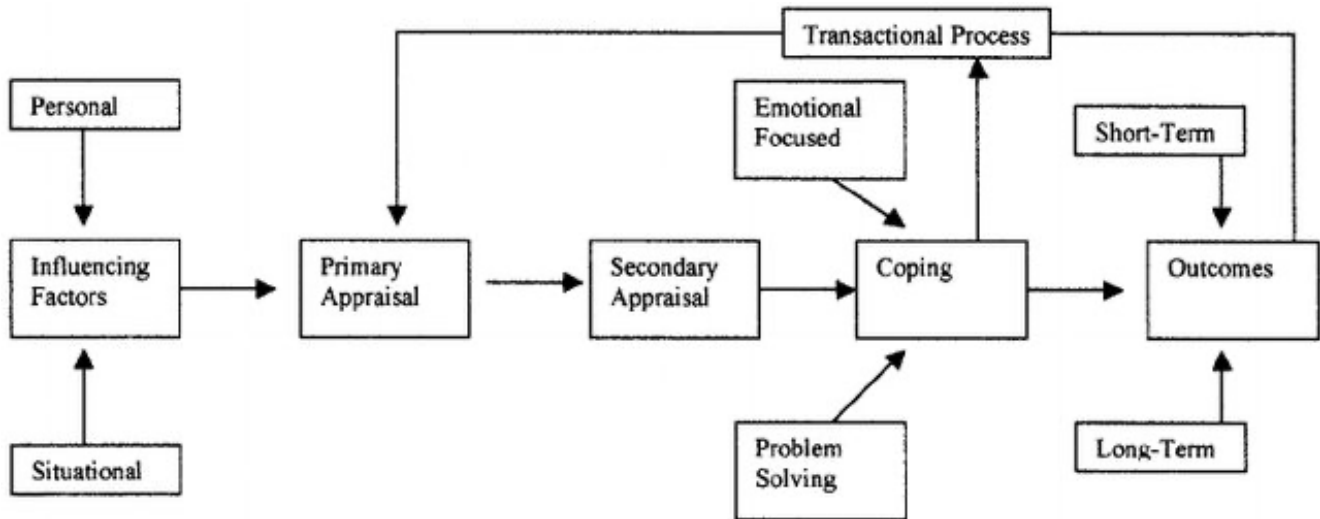 Transactional Process
Personal
Emotional
Focused
Short-Term
Influencing
Factors
Primary
Appraisal
Secondary
Appraisal
Coping
Outcomes
Situational
Problem
Solving
Long-Term